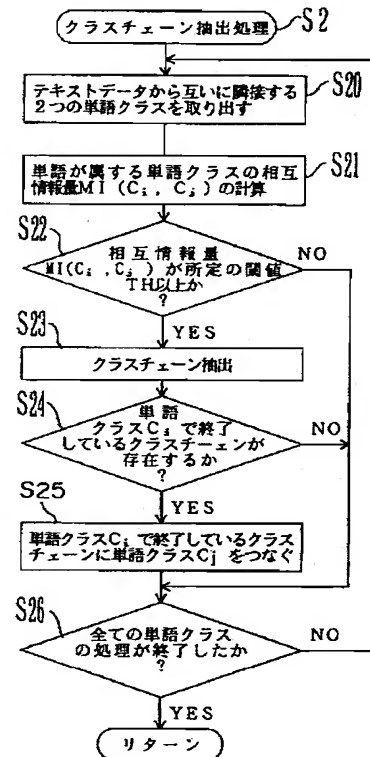 クラスチェーン抽出処理
S2
S20
テキストデータから互いに隣接する
2つの単語クラスを取り出す
S21
単語が属する単語クラスの相互
情報量MI(Ci, Cj)の計算
S22
相互情報量
MI(Ci,Cj)が所定の閾値
TH以上か
?
NO
YES
S23
クラスチェーン抽出
S24
単語
クラスCiで終了
しているクラスチーェンが
存在するか
?
NO
YES
S25
単語クラスCiで終了しているクラス
チェーンに単語クラスCjをつなぐ
S26
全ての単語クラス
の処理が終了したか
?
NO
YES
リターン